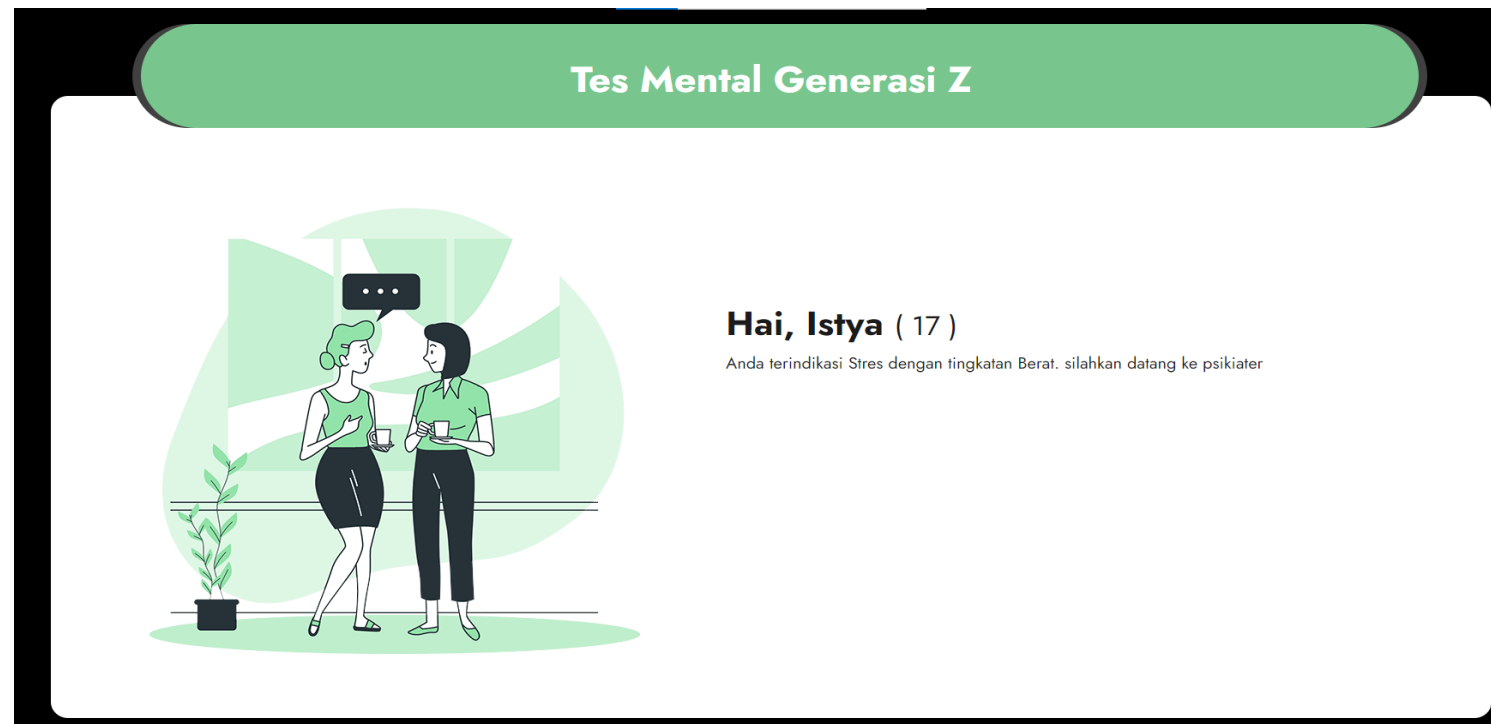 Tes Mental Generasi Z
Hai, Istya ( 17 )
Anda terindikasi Stres dengan tingkatan Berat. silahkan datang ke psikiater